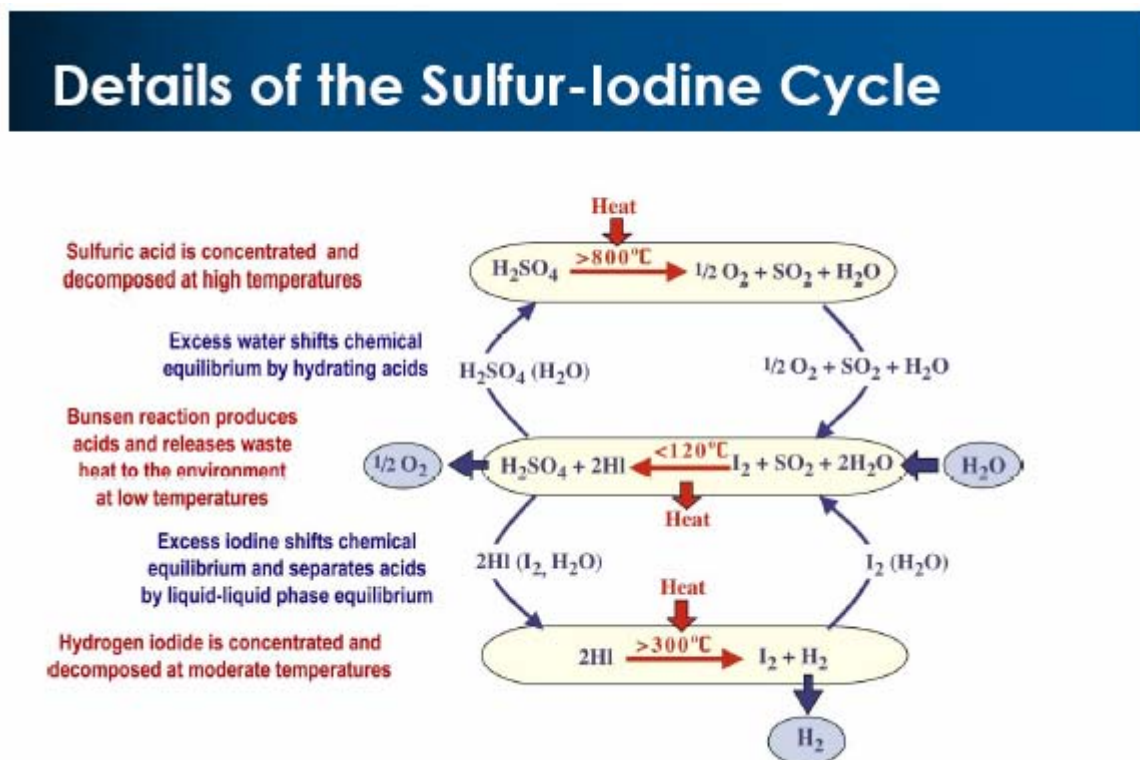 Details of the Sulfur-Iodine Cycle
Heat
Sulfuric acid is concentrated and
decomposed at high temperatures
H₂SO₄ >800°C 1/2 O₂ + SO₂ + H₂O
Excess water shifts chemical
equilibrium by hydrating acids
H₂SO₄ (H₂O)
1/2 O₂ + SO₂ + H₂O
Bunsen reaction produces
acids and releases waste
heat to the environment
at low temperatures
1/2 O₂
H₂SO₄ + 2HI <120°C I₂ + SO₂ + 2H₂O
H₂O
Heat
Excess iodine shifts chemical
equilibrium and separates acids
by liquid-liquid phase equilibrium
2HI (I₂, H₂O)
I₂ (H₂O)
Heat
Hydrogen iodide is concentrated and
decomposed at moderate temperatures
2HI >300°C I₂ + H₂
H₂